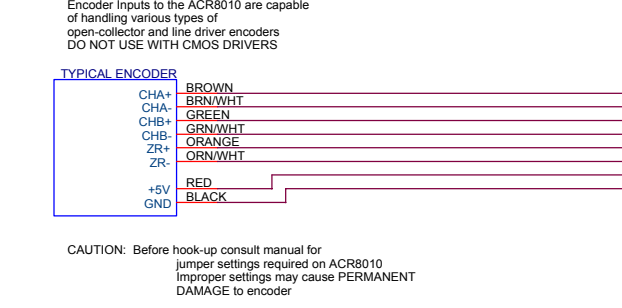 Encoder Inputs to the ACR8010 are capable
of handling various types of
open-collector and line driver encoders
DO NOT USE WITH CMOS DRIVERS
TYPICAL ENCODER
CHA+ BROWN
CHA- BRN/WHT
CHB+ GREEN
CHB- GRN/WHT
ZR+ ORANGE
ZR- ORN/WHT
+5V RED
GND BLACK
CAUTION: Before hook-up consult manual for
jumper settings required on ACR8010
Improper settings may cause PERMANENT
DAMAGE to encoder